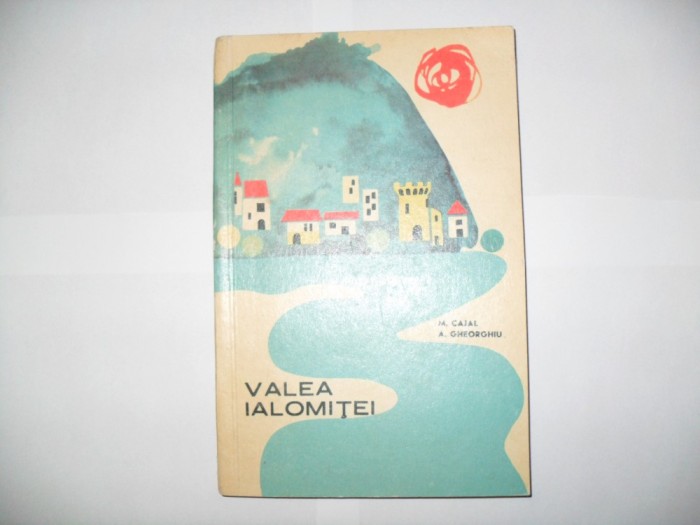 M. CAJAL
A. GHEORGHIU
VALEA
IALOMIŢEI